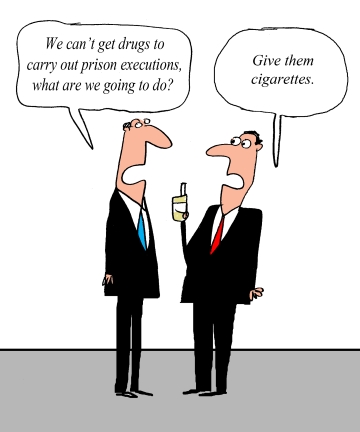 We can't get drugs to
carry out prison executions,
what are we going to do?
Give them
cigarettes.